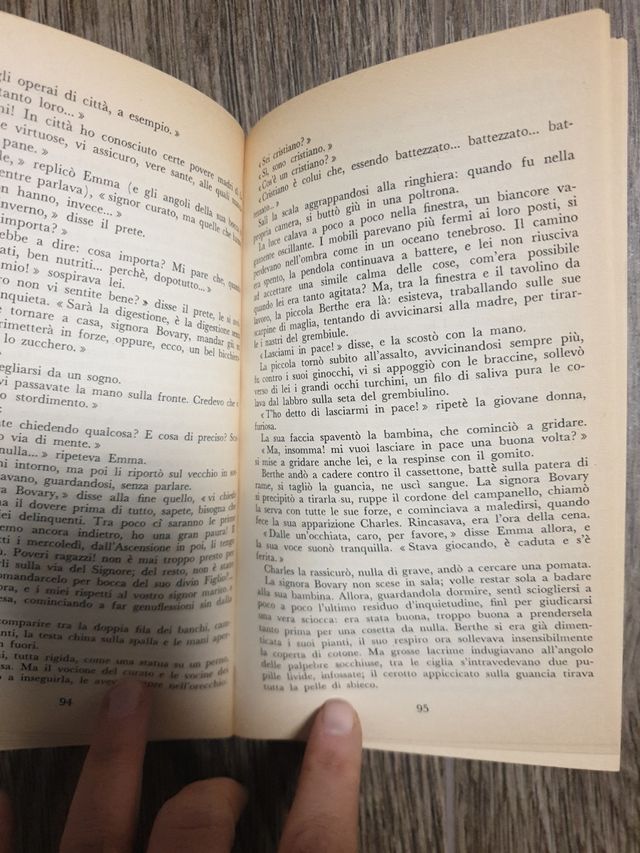 gli operai di città, a esempio. »
tanto loro... »
In città ho conosciuto certe povere madri di
e virtuose, vi assicuro, vere sante, alle quali
pane. »
replicò Emma (e gli angoli della sua bocca
parlava), « signor curato, ma quelle che
non hanno, invece... »
inverno, » disse il prete.
importa? »
a dire: cosa importa? Mi pare che,
ben nutriti... perchè, dopotutto... »
sospirava lei.
non vi sentite bene? » disse il prete,
inquieta. « Sarà la digestione, è la digestione
tornare a casa, signora Bovary, mandar
rimetterà in forze, oppure, ecco, un bel bicchiere
lo zucchero. »
da un sogno.
vi passavate la mano sulla fronte. Credevo che
stordimento. »
chiedendo qualcosa? E cosa di preciso?
via di mente. »
» ripeteva Emma.
intorno, ma poi li riportò sul vecchio in
guardandosi, senza parlare.
Bovary, » disse alla fine quello, « vi chiedo
il dovere prima di tutto, sapete, bisogna che
delinquenti. Tra poco ci saranno le prime
ancora indietro, ho una gran paura!
i mercoledì, dall'Ascensione in poi, li tengo
Poveri ragazzi! non è mai troppo presto per
sulla via del Signore; del resto, non è stato
per bocca del suo divin Figlio?...
e i miei rispetti al vostro signor marito. »
cominciando a far genuflessioni sin dalla
comparire tra la doppia fila dei banchi,
la testa china sulla spalla e le mani
fuori.
tutta rigida, come una statua su un perno,
Ma il vocione del curato e le vocine dei
a inseguirla, le nell'orecchio.
94
« Sei cristiano? »
« Sì, sono cristiano. »
« Cos'è un cristiano? »
« Cristiano è colui che, essendo battezzato... battezzato... bat-
tezzato... »
Salì la scala aggrappandosi alla ringhiera: quando fu nella
propria camera, si buttò giù in una poltrona.
La luce calava a poco a poco nella finestra, un biancore va-
gamente oscillante. I mobili parevano più fermi ai loro posti, si
perdevano nell'ombra come in un oceano tenebroso. Il camino
era spento, la pendola continuava a battere, e lei non riusciva
ad accettare una simile calma delle cose, com'era possibile
quando lei era tanto agitata? Ma, tra la finestra e il tavolino da
lavoro, la piccola Berthe era là: esisteva, traballando sulle sue
scarpine di maglia, tentando di avvicinarsi alla madre, per tirar-
le i nastri del grembiule.
« Lasciami in pace! » disse, e la scostò con la mano.
La piccola tornò subito all'assalto, avvicinandosi sempre più,
contro i suoi ginocchi, vi si appoggiò con le braccine, sollevò
verso di lei i grandi occhi turchini, un filo di saliva pura le co-
lava dal labbro sulla seta del grembiulino.
« T'ho detto di lasciarmi in pace! » ripetè la giovane donna,
furiosa.
La sua faccia spaventò la bambina, che cominciò a gridare.
« Ma, insomma! mi vuoi lasciare in pace una buona volta? »
si mise a gridare anche lei, e la respinse con il gomito.
Berthe andò a cadere contro il cassettone, battè sulla patera di
rame, si tagliò la guancia, ne uscì sangue. La signora Bovary
si precipitò a tirarla su, ruppe il cordone del campanello, chiamò
la serva con tutte le sue forze, e cominciava a maledirsi, quando
fece la sua apparizione Charles. Rincasava, era l'ora della cena.
« Dalle un'occhiata, caro, per favore, » disse Emma allora, e
la sua voce suonò tranquilla. « Stava giocando, è caduta e s'è
ferita. »
Charles la rassicurò, nulla di grave, andò a cercare una pomata.
La signora Bovary non scese in sala; volle restar sola a badare
alla sua bambina. Allora, guardandola dormire, sentì sciogliersi a
poco a poco l'ultimo residuo d'inquietudine, finì per giudicarsi
una vera sciocca: era stata buona, troppo buona a prendersela
tanto prima per una cosetta da nulla. Berthe si era già dimen-
ticata i suoi pianti, il suo respiro ora sollevava insensibilmente
la coperta di cotone. Ma grosse lacrime indugiavano all'angolo
delle palpebre socchiuse, tra le ciglia s'intravedevano due pu-
pille livide, infossate; il cerotto appiccicato sulla guancia tirava
tutta la pelle di sbieco.
95